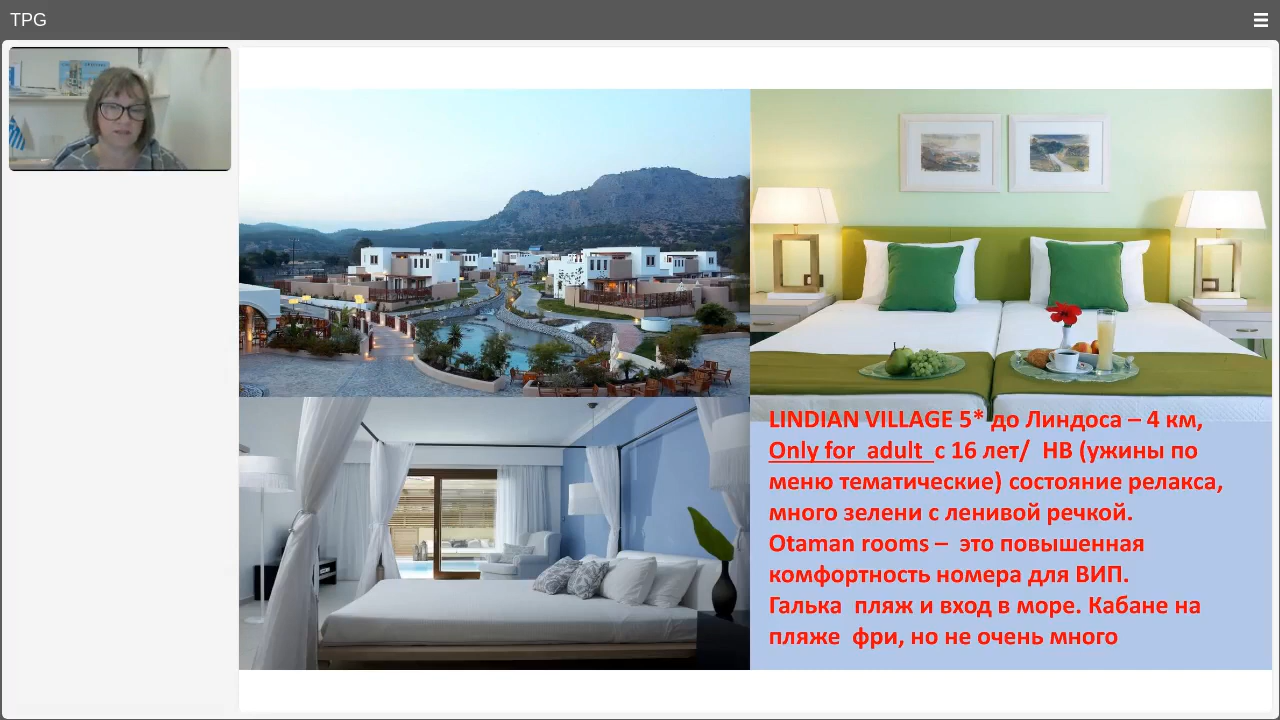 TPG
LINDIAN VILLAGE 5* до Линдоса – 4 км,
Only for adult с 16 лет/ HB (ужины по
меню тематические) состояние релакса,
много зелени с ленивой речкой.
Otaman rooms – это повышенная
комфортность номера для ВИП.
Галька пляж и вход в море. Кабане на
пляже фри, но не очень много